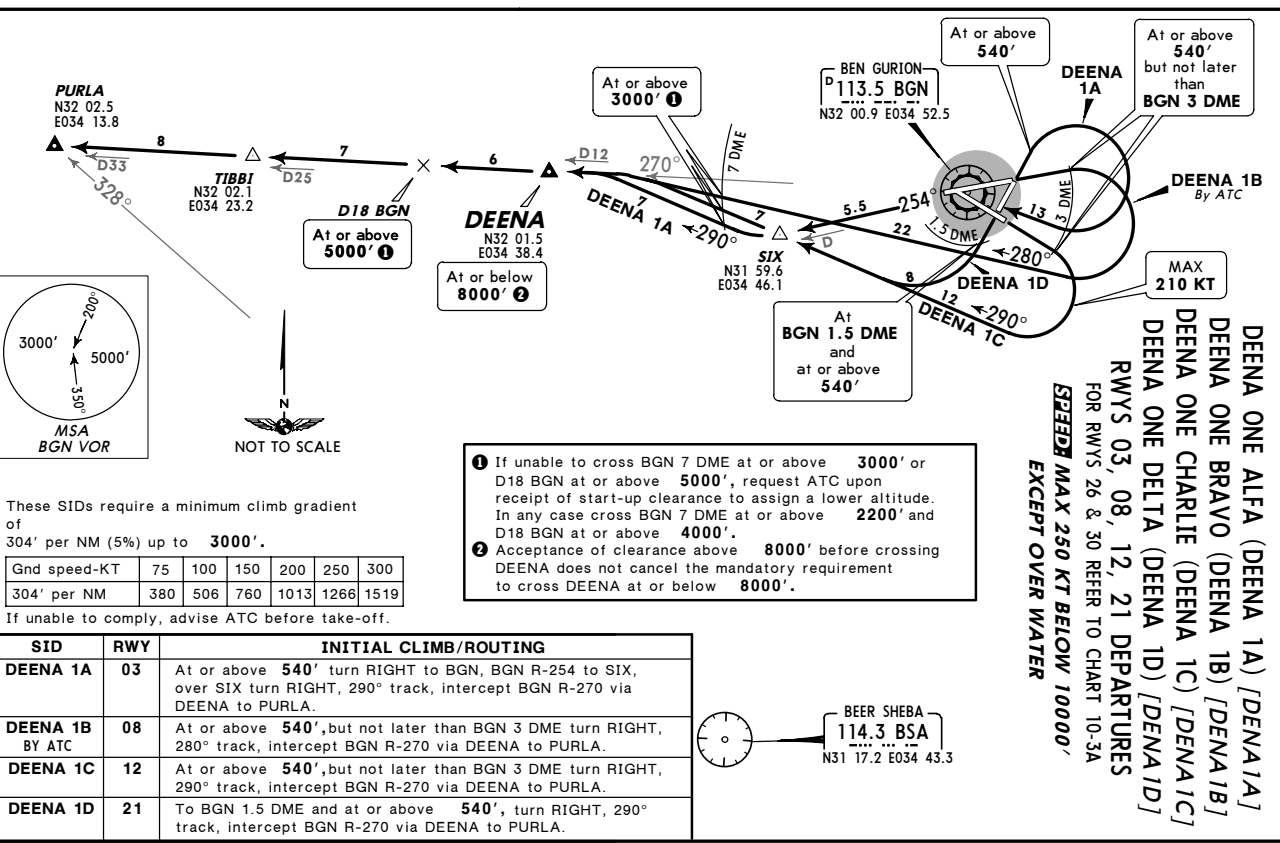 PURLA
N32 02.5
E034 13.8
8
D33
328°
TIBBI
N32 02.1
E034 23.2
7
D25
D18 BGN
At or above
5000' ❶
6
DEENA
N32 01.5
E034 38.4
At or below
8000' ❷
D12
At or above
3000' ❶
270°
7 DME
7
DEENA 1A
290°
7
SIX
N31 59.6
E034 46.1
D
5.5
254°
22
BEN GURION
D 113.5 BGN
N32 00.9 E034 52.5
At or above
540'
DEENA
1A
At or above
540'
but not later
than
BGN 3 DME
DEENA 1B
By ATC
13
3 DME
1.5 DME
280°
DEENA 1D
8
12
290°
DEENA 1C
MAX
210 KT
At
BGN 1.5 DME
and
at or above
540'
3000'
200°
5000'
350°
MSA
BGN VOR
N
NOT TO SCALE
DEENA ONE ALFA (DEENA 1A) [DENA1A]
DEENA ONE BRAVO (DEENA 1B) [DENA1B]
DEENA ONE CHARLIE (DEENA 1C) [DENA1C]
DEENA ONE DELTA (DEENA 1D) [DENA1D]
RWYS 03, 08, 12, 21 DEPARTURES
FOR RWYS 26 & 30 REFER TO CHART 10-3A
SPEED: MAX 250 KT BELOW 10000'
EXCEPT OVER WATER
❶ If unable to cross BGN 7 DME at or above 3000' or
D18 BGN at or above 5000', request ATC upon
receipt of start-up clearance to assign a lower altitude.
In any case cross BGN 7 DME at or above 2200' and
D18 BGN at or above 4000'.
❷ Acceptance of clearance above 8000' before crossing
DEENA does not cancel the mandatory requirement
to cross DEENA at or below 8000'.
These SIDs require a minimum climb gradient
of
304' per NM (5%) up to 3000'.
Gnd speed-KT 75 100 150 200 250 300
304' per NM 380 506 760 1013 1266 1519
If unable to comply, advise ATC before take-off.
SID RWY INITIAL CLIMB/ROUTING
DEENA 1A 03 At or above 540' turn RIGHT to BGN, BGN R-254 to SIX,
over SIX turn RIGHT, 290° track, intercept BGN R-270 via
DEENA to PURLA.
DEENA 1B 08 At or above 540', but not later than BGN 3 DME turn RIGHT,
BY ATC 280° track, intercept BGN R-270 via DEENA to PURLA.
DEENA 1C 12 At or above 540', but not later than BGN 3 DME turn RIGHT,
290° track, intercept BGN R-270 via DEENA to PURLA.
DEENA 1D 21 To BGN 1.5 DME and at or above 540', turn RIGHT, 290°
track, intercept BGN R-270 via DEENA to PURLA.
BEER SHEBA
114.3 BSA
N31 17.2 E034 43.3